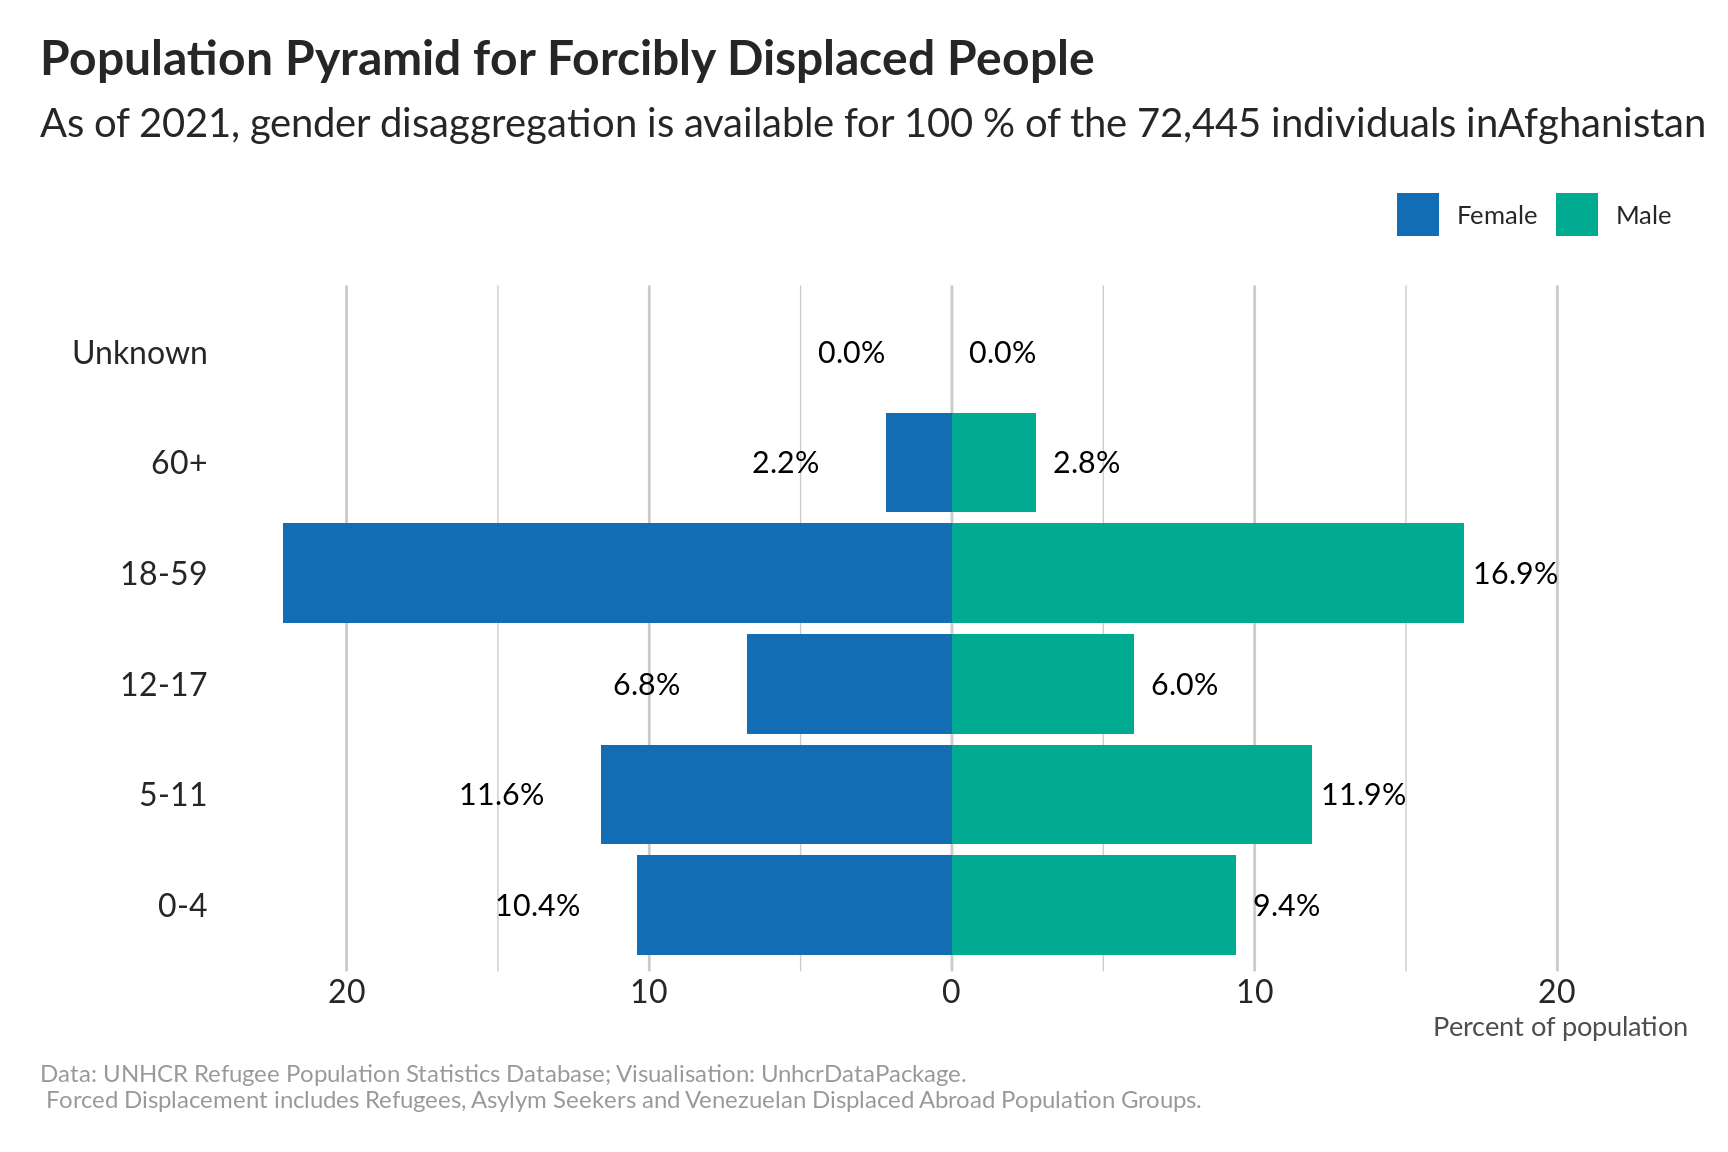 Population Pyramid for Forcibly Displaced People
As of 2021, gender disaggregation is available for 100 % of the 72,445 individuals inAfghanistan
Female Male
Unknown 0.0% 0.0%
60+ 2.2% 2.8%
18-59 16.9%
12-17 6.8% 6.0%
5-11 11.6% 11.9%
0-4 10.4% 9.4%
20 10 0 10 20
Percent of population
Data: UNHCR Refugee Population Statistics Database; Visualisation: UnhcrDataPackage.
Forced Displacement includes Refugees, Asylym Seekers and Venezuelan Displaced Abroad Population Groups.